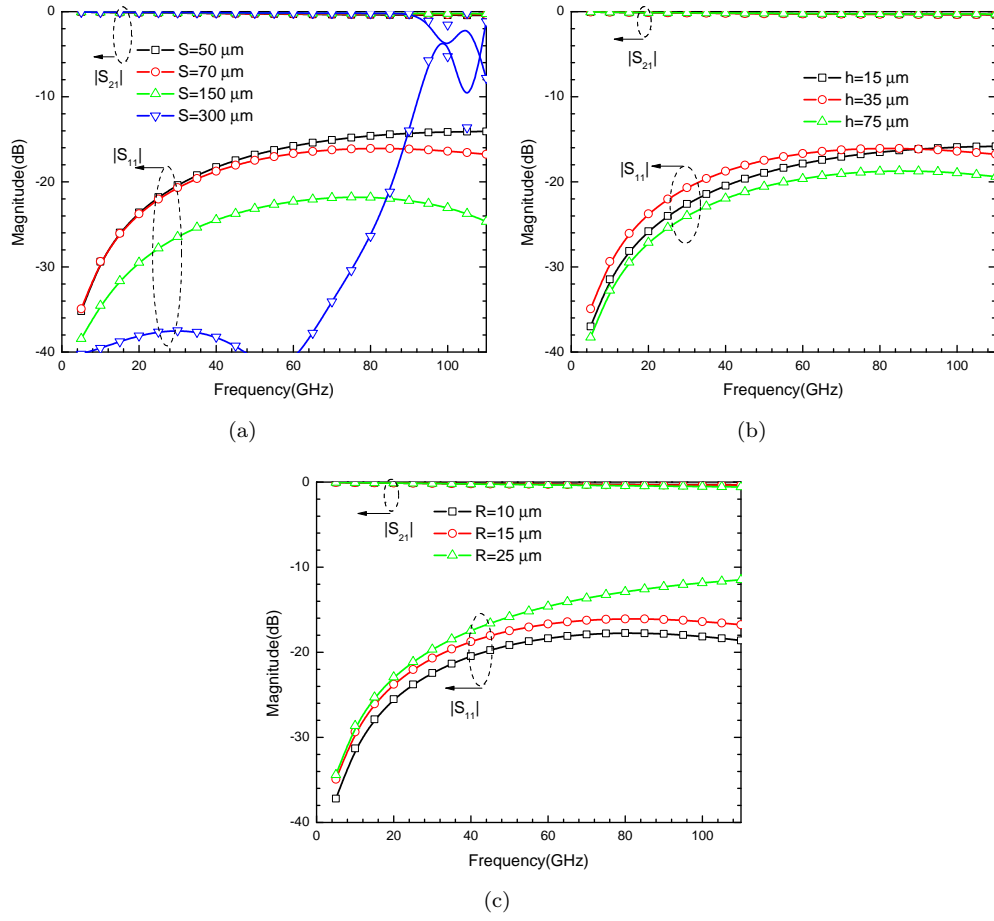 0
-10
-20
-30
-40
0 20 40 60 80 100
Magnitude(dB)
Frequency(GHz)
|S21|
|S11|
S=50 μm
S=70 μm
S=150 μm
S=300 μm
(a)
0
-10
-20
-30
-40
0 20 40 60 80 100
Magnitude(dB)
Frequency(GHz)
|S21|
|S11|
h=15 μm
h=35 μm
h=75 μm
(b)
0
-10
-20
-30
-40
0 20 40 60 80 100
Magnitude(dB)
Frequency(GHz)
|S21|
|S11|
R=10 μm
R=15 μm
R=25 μm
(c)